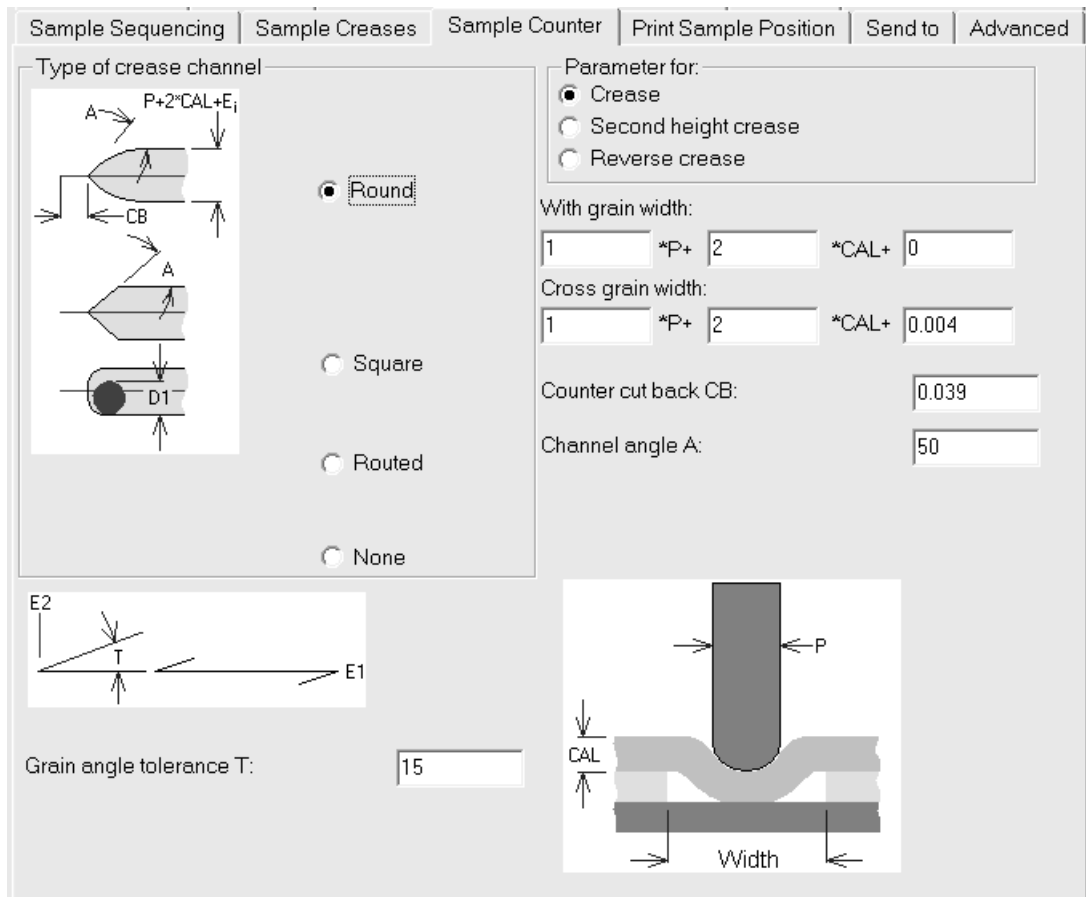 Sample Sequencing
Sample Creases
Sample Counter
Print Sample Position
Send to
Advanced
Type of crease channel
A
P+2*CAL+Ei
CB
A
D1
Round
Square
Routed
None
Parameter for:
Crease
Second height crease
Reverse crease
With grain width:
1 *P+ 2 *CAL+ 0
Cross grain width:
1 *P+ 2 *CAL+ 0.004
Counter cut back CB: 0.039
Channel angle A: 50
E2
T
E1
Grain angle tolerance T: 15
P
CAL
Width